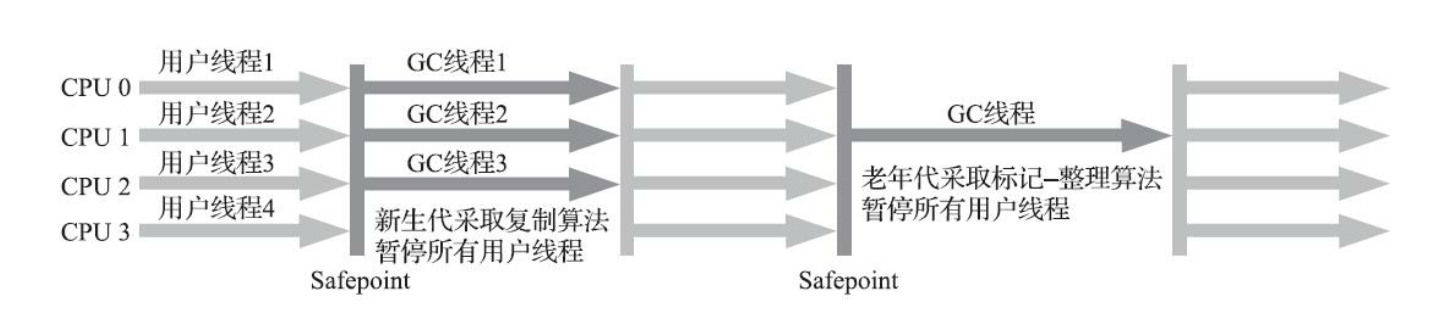 用户线程1
GC线程1
CPU 0
用户线程2
GC线程2
GC线程
CPU 1
用户线程3
GC线程3
CPU 2
老年代采取标记–整理算法
暂停所有用户线程
用户线程4
CPU 3
新生代采取复制算法
暂停所有用户线程
Safepoint
Safepoint